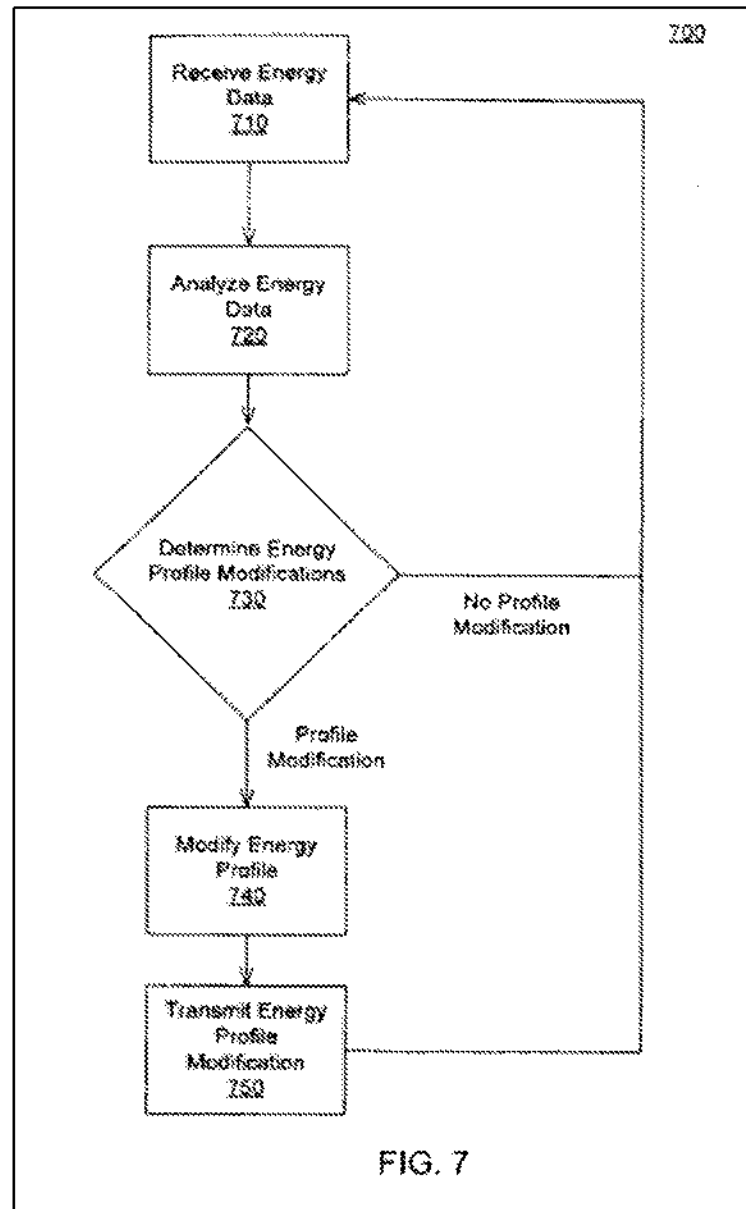 700
Receive Energy
Data
710
Analyze Energy
Data
720
Determine Energy
Profile Modifications
730
No Profile
Modification
Profile
Modification
Modify Energy
Profile
740
Transmit Energy
Profile
Modification
750
FIG. 7